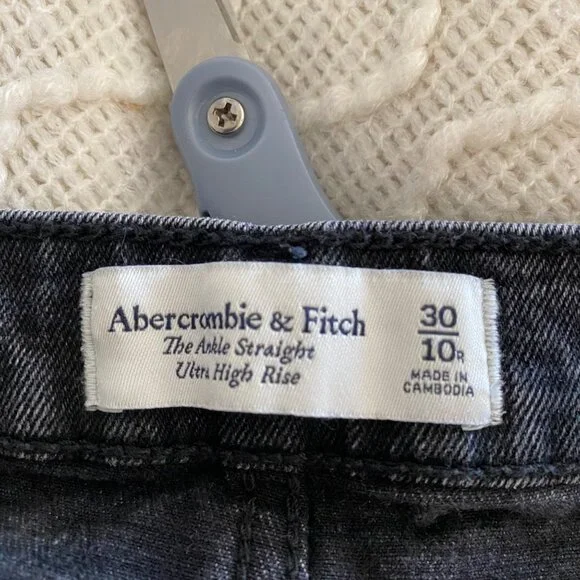 Abercrombie & Fitch
The Ankle Straight
Ultra High Rise
30
10R
MADE IN
CAMBODIA